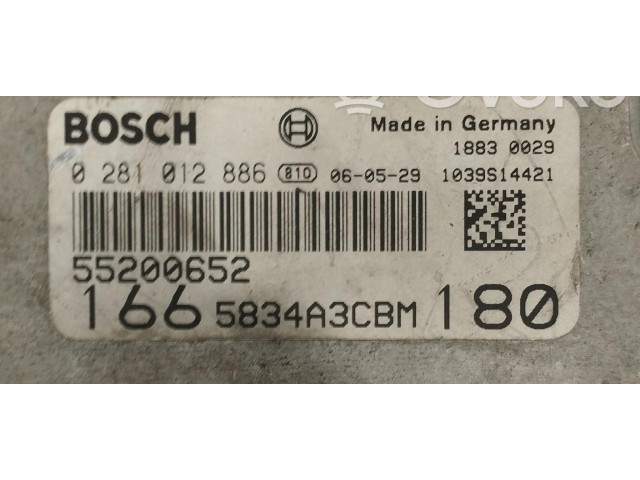 BOSCH Made in Germany
1883 0029
0 281 012 886 810 06-05-29 1039S14421
55200652
166 5834A3CBM 180